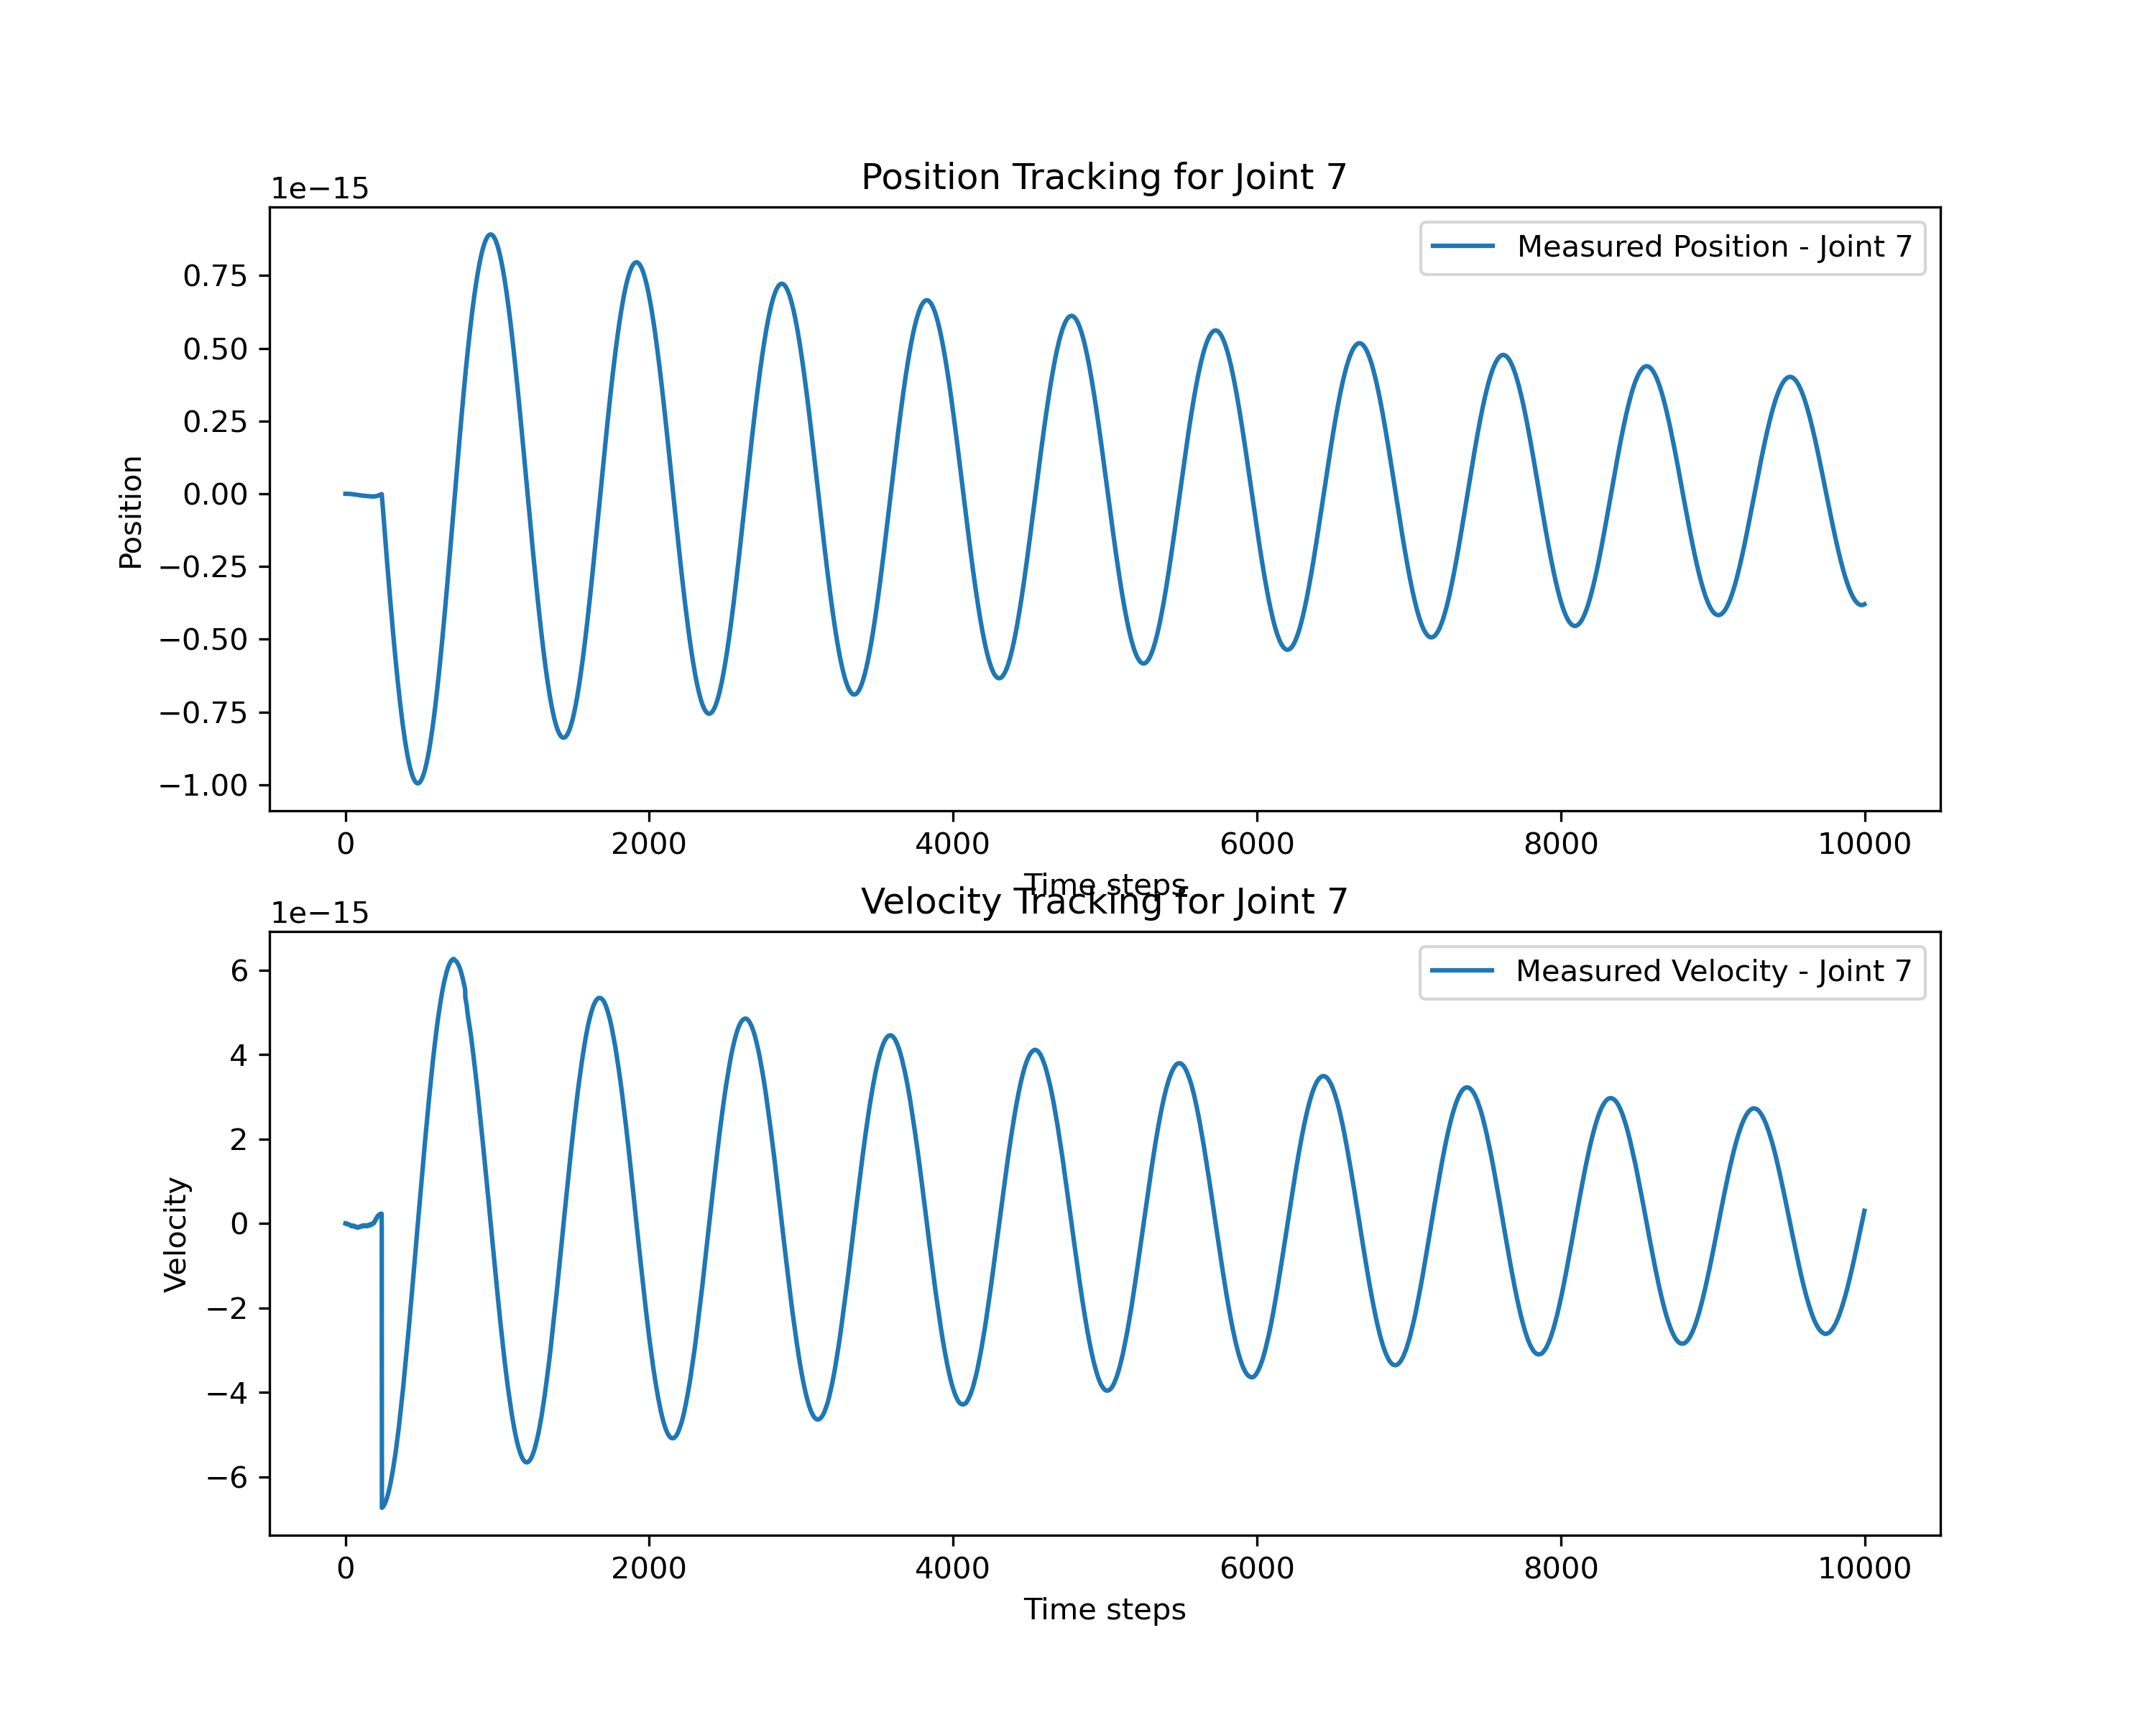 Position Tracking for Joint 7
1e−15
Measured Position - Joint 7
0.75
0.50
0.25
0.00
−0.25
−0.50
−0.75
−1.00
Position
0 2000 4000 6000 8000 10000
Time steps
Velocity Tracking for Joint 7
1e−15
Measured Velocity - Joint 7
6
4
2
0
−2
−4
−6
Velocity
0 2000 4000 6000 8000 10000
Time steps